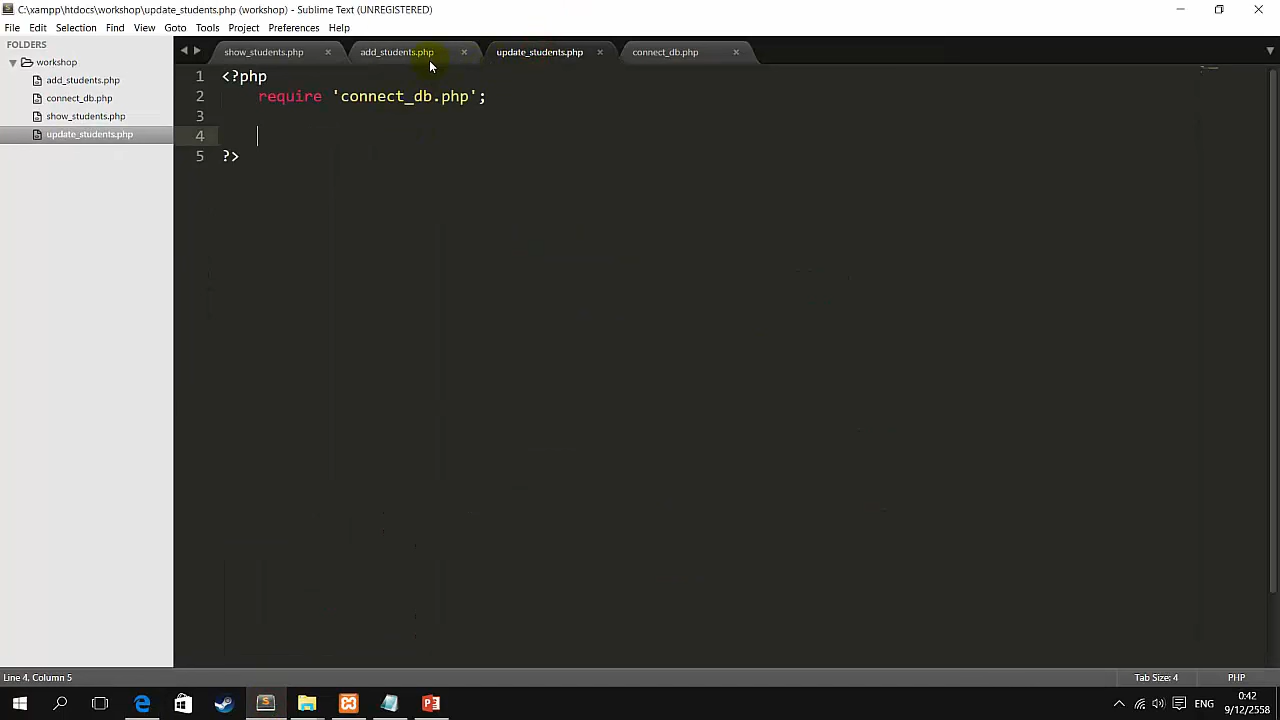 C:\xampp\htdocs\workshop\update_students.php (workshop) - Sublime Text (UNREGISTERED)
File Edit Selection Find View Goto Tools Project Preferences Help
FOLDERS
workshop
add_students.php
connect_db.php
show_students.php
update_students.php
show_students.php × add_students.php × update_students.php × connect_db.php ×
1 <?php
2 require 'connect_db.php';
3
4
5 ?>
Line 4, Column 5 Tab Size: 4 PHP
ENG
0:42
9/12/2558